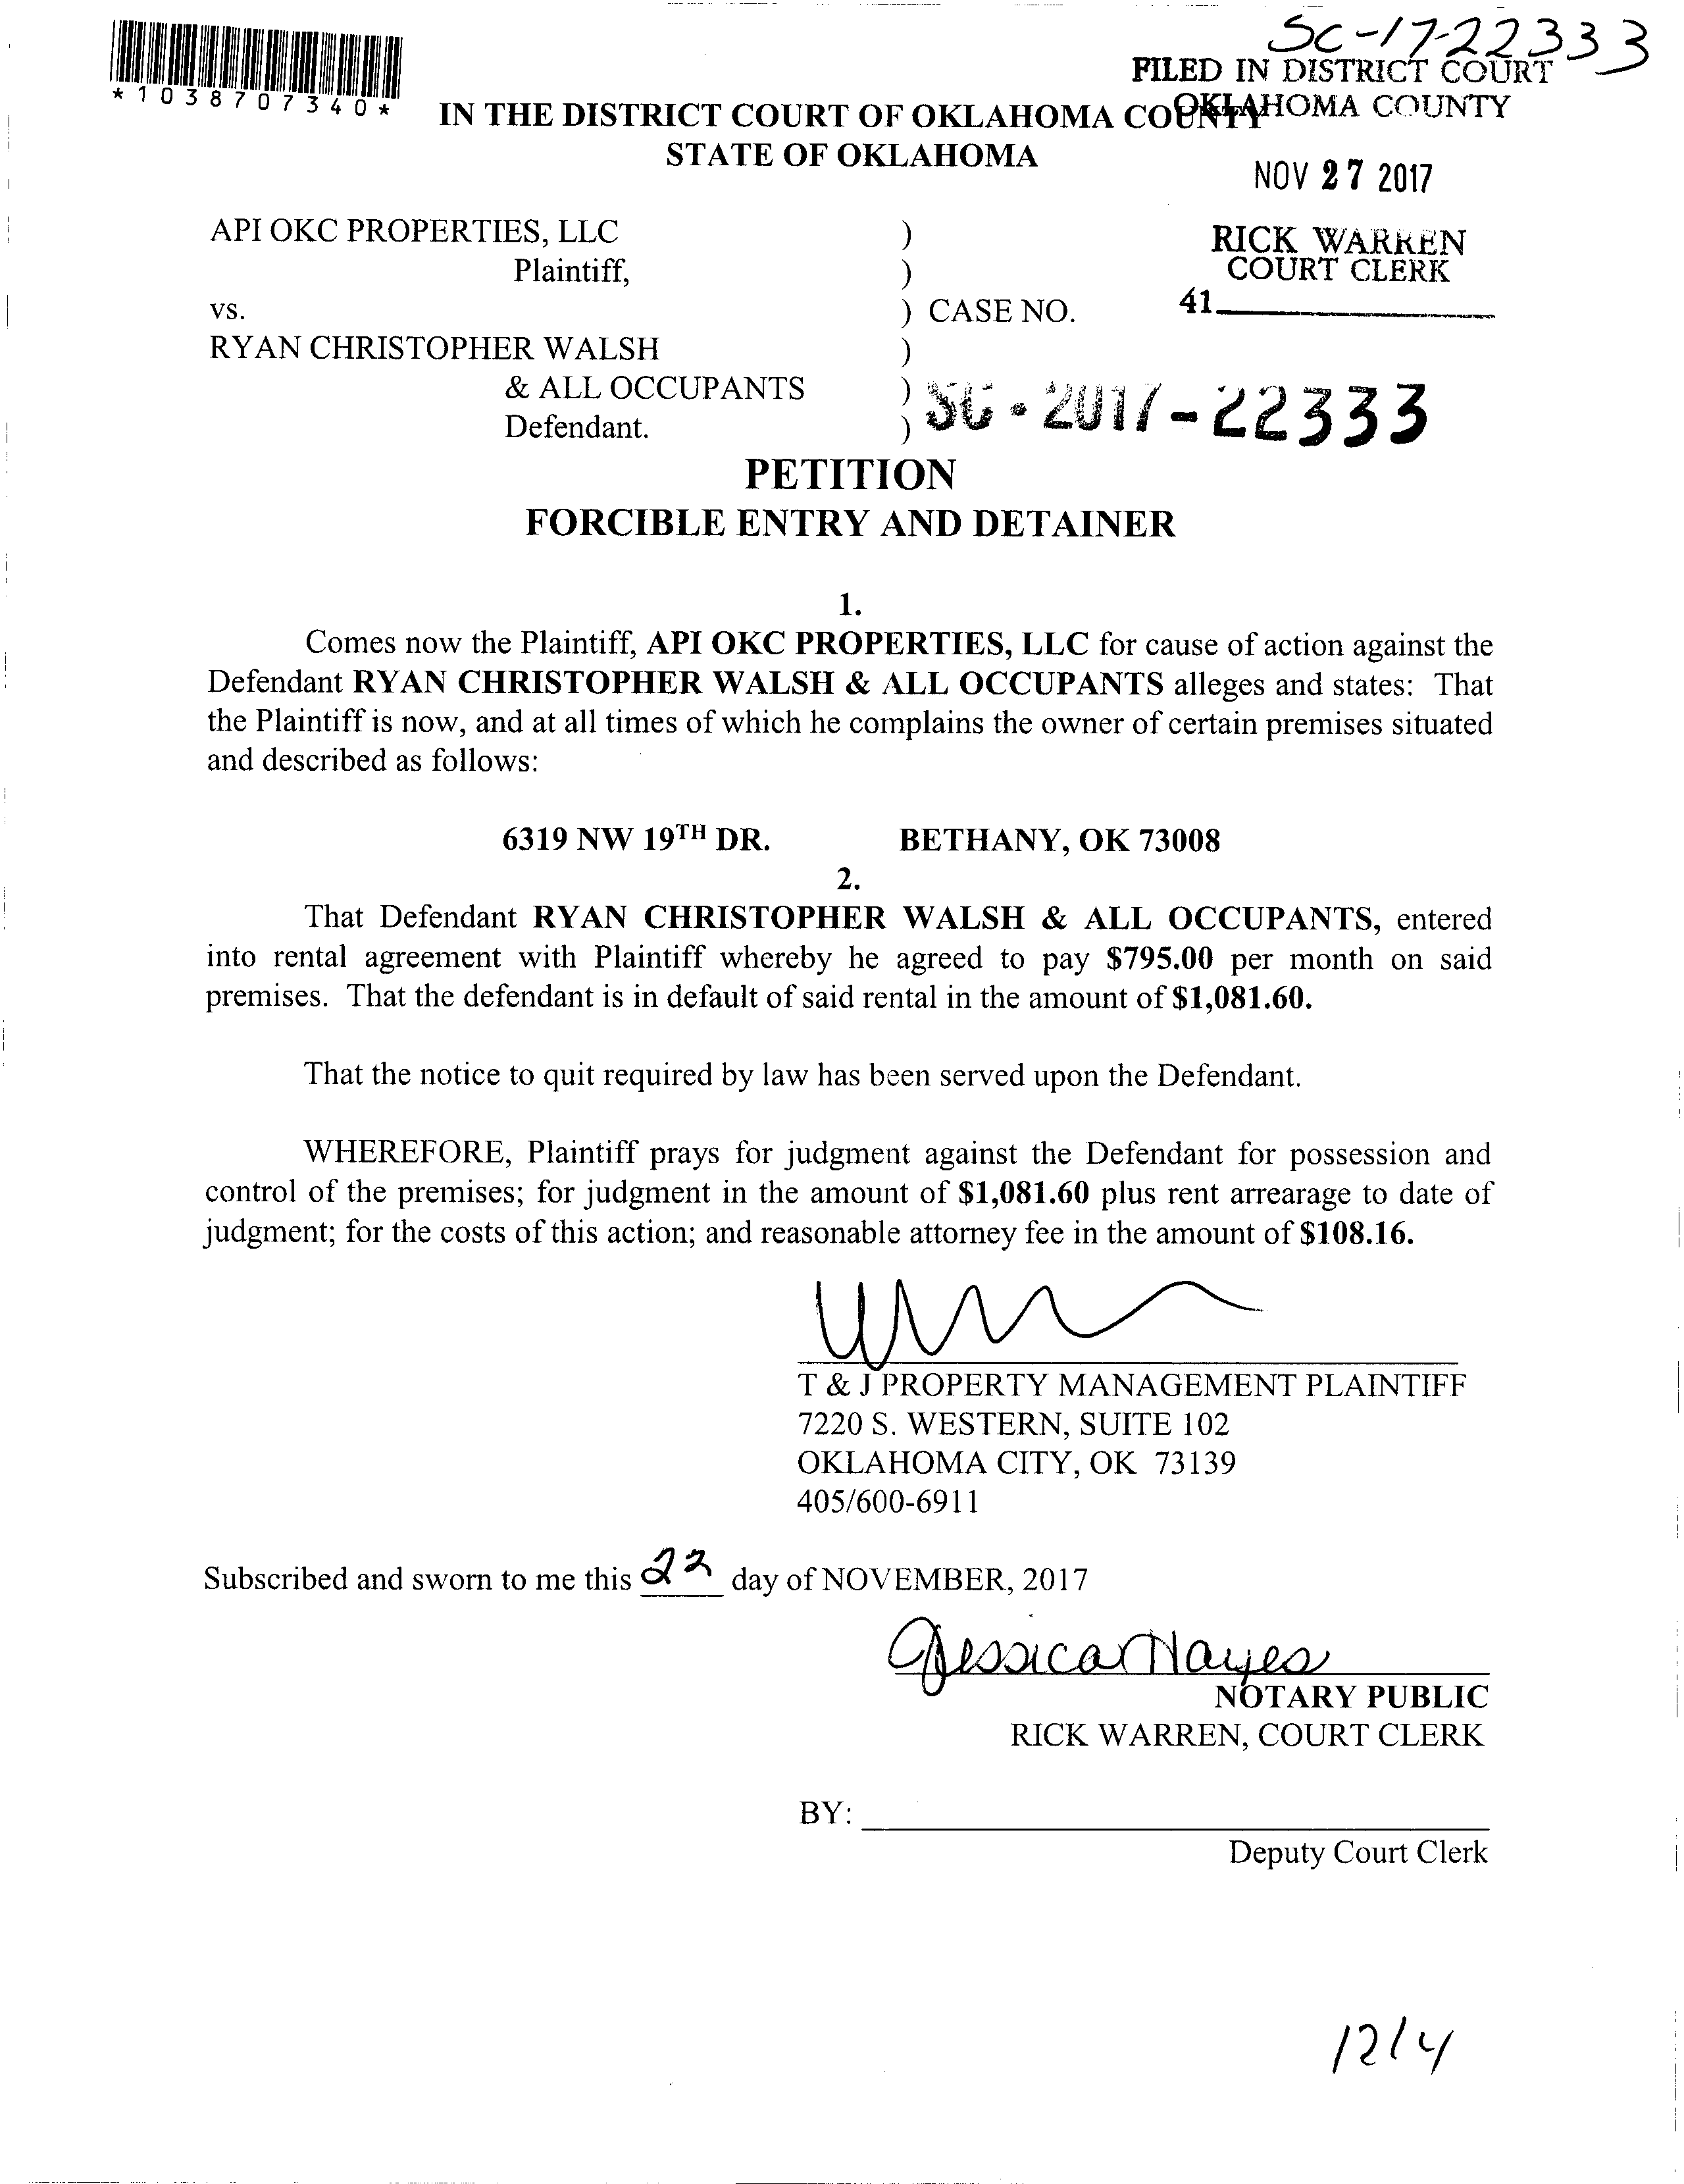 SC-17-22333
FILED IN DISTRICT COURT
OKLAHOMA COUNTY
*1038707340*
IN THE DISTRICT COURT OF OKLAHOMA COUNTY
STATE OF OKLAHOMA
NOV 27 2017
API OKC PROPERTIES, LLC )
Plaintiff, )
RICK WARREN
COURT CLERK
vs. ) CASE NO.
41
RYAN CHRISTOPHER WALSH )
& ALL OCCUPANTS )
Defendant. )
SC-2017-22333
PETITION
FORCIBLE ENTRY AND DETAINER
1.
Comes now the Plaintiff, API OKC PROPERTIES, LLC for cause of action against the
Defendant RYAN CHRISTOPHER WALSH & ALL OCCUPANTS alleges and states: That
the Plaintiff is now, and at all times of which he complains the owner of certain premises situated
and described as follows:
6319 NW 19TH DR. BETHANY, OK 73008
2.
That Defendant RYAN CHRISTOPHER WALSH & ALL OCCUPANTS, entered
into rental agreement with Plaintiff whereby he agreed to pay $795.00 per month on said
premises. That the defendant is in default of said rental in the amount of $1,081.60.
That the notice to quit required by law has been served upon the Defendant.
WHEREFORE, Plaintiff prays for judgment against the Defendant for possession and
control of the premises; for judgment in the amount of $1,081.60 plus rent arrearage to date of
judgment; for the costs of this action; and reasonable attorney fee in the amount of $108.16.
T & J PROPERTY MANAGEMENT PLAINTIFF
7220 S. WESTERN, SUITE 102
OKLAHOMA CITY, OK 73139
405/600-6911
Subscribed and sworn to me this 22 day of NOVEMBER, 2017
Jessica Hayes
NOTARY PUBLIC
RICK WARREN, COURT CLERK
BY:
Deputy Court Clerk
12/4